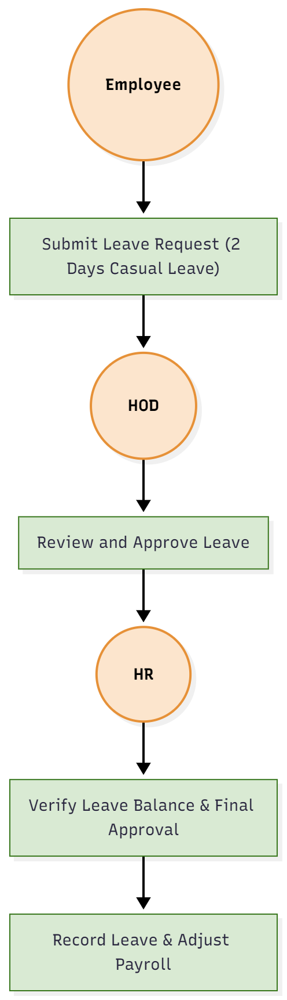 Employee
Submit Leave Request (2
Days Casual Leave)
HOD
Review and Approve Leave
HR
Verify Leave Balance & Final
Approval
Record Leave & Adjust
Payroll